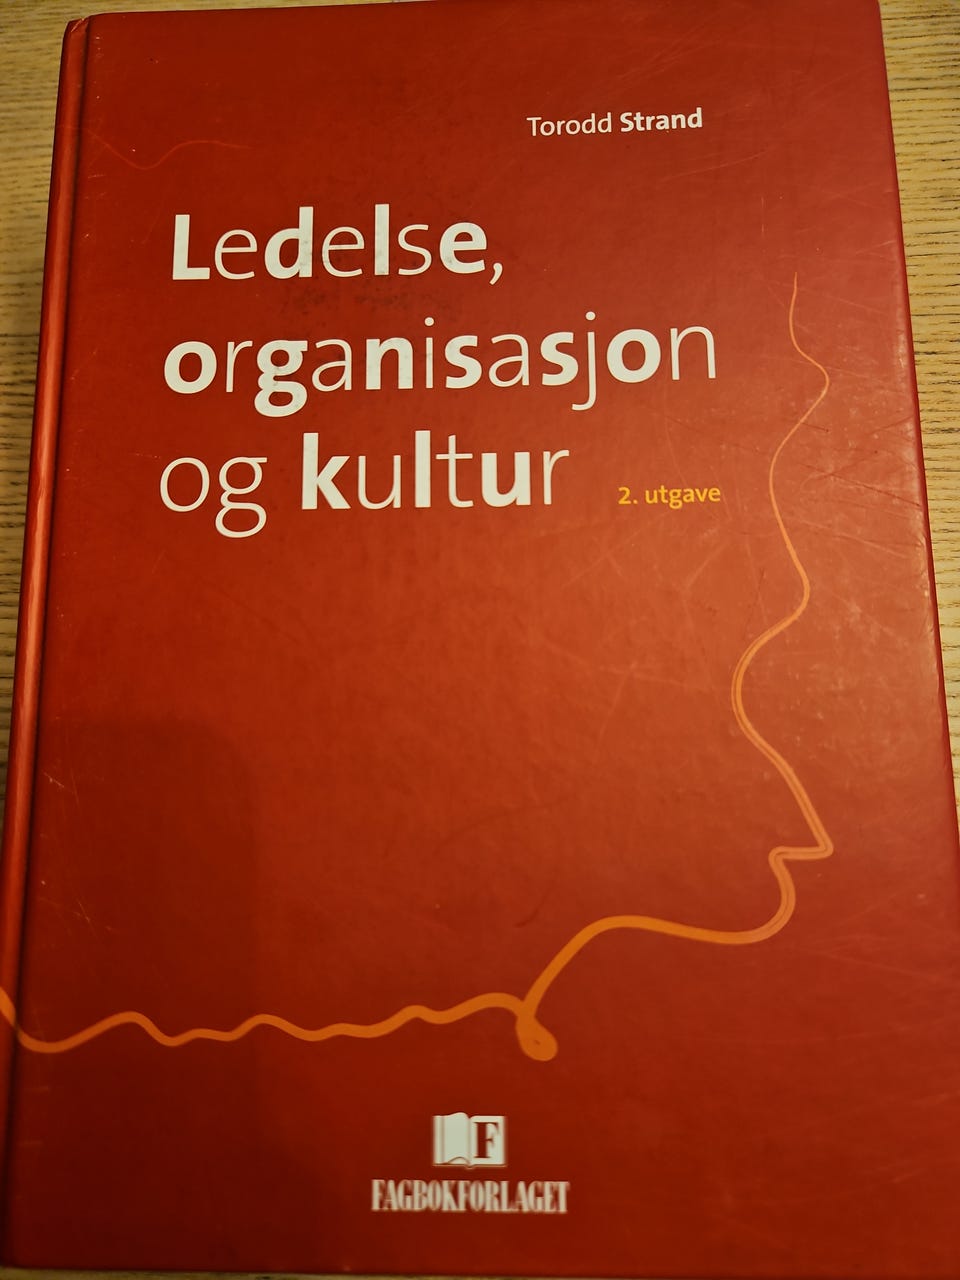 Torodd Strand
Ledelse,
organisasjon
og kultur
2. utgave
F
FAGBOKFORLAGET